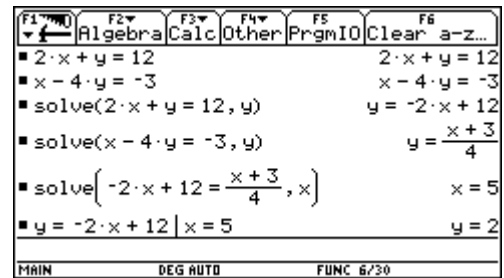 F1 F2 F3 F4 F5 F6
Algebra Calc Other PrgmIO Clear a-z…
▪ 2·x + y = 12 2·x + y = 12
▪ x − 4·y = ⁻3 x − 4·y = ⁻3
▪ solve(2·x + y = 12, y) y = ⁻2·x + 12
▪ solve(x − 4·y = ⁻3, y) y = (x + 3)/4
▪ solve(⁻2·x + 12 = (x + 3)/4, x) x = 5
▪ y = ⁻2·x + 12 | x = 5 y = 2
MAIN DEG AUTO FUNC 6/30